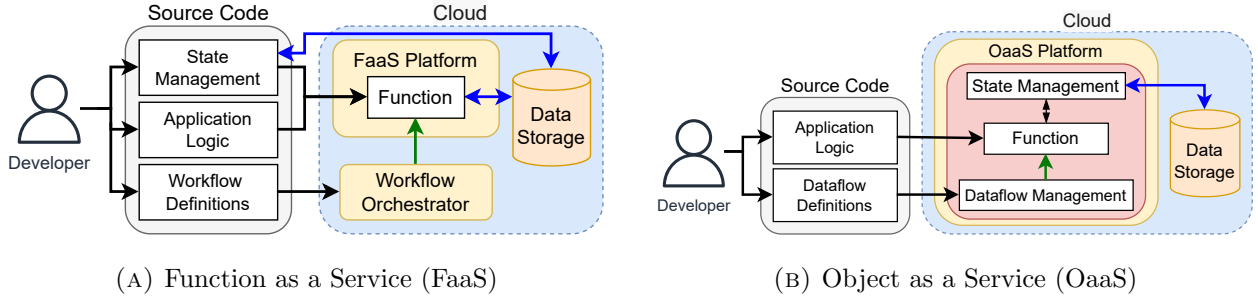 Source Code
Cloud
State
Management
Application
Logic
Workflow
Definitions
Developer
FaaS Platform
Function
Workflow
Orchestrator
Data
Storage
(A) Function as a Service (FaaS)
Cloud
OaaS Platform
Source Code
State Management
Application
Logic
Function
Dataflow
Definitions
Dataflow Management
Developer
Data
Storage
(B) Object as a Service (OaaS)